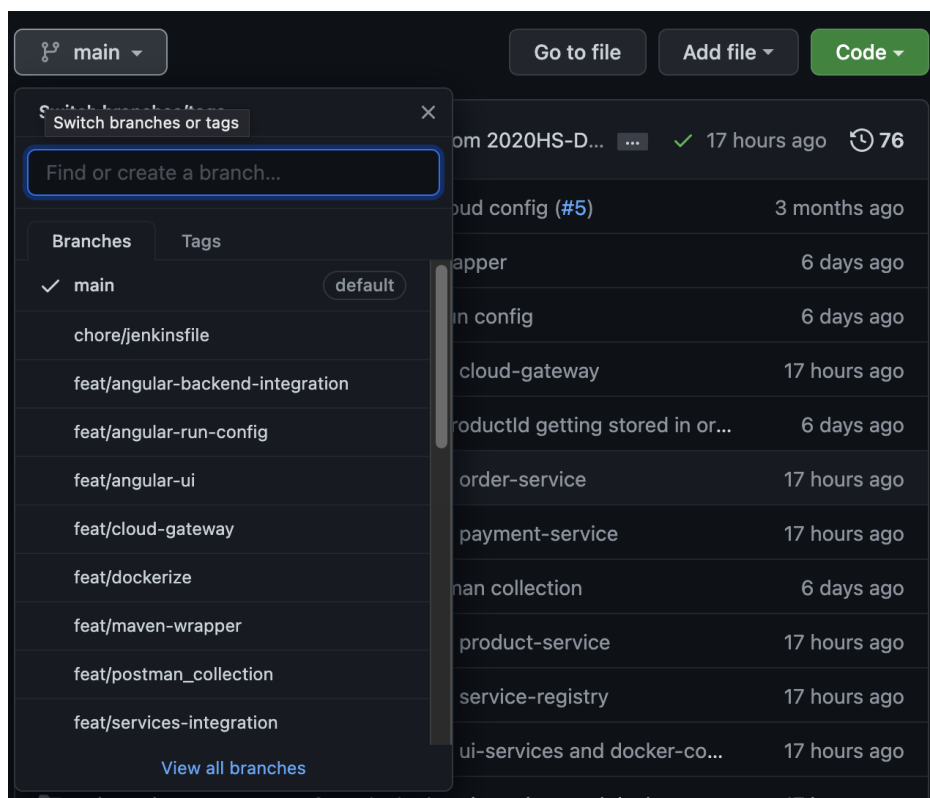 main
Go to file
Add file
Code
Switch branches or tags
om 2020HS-D... ... 17 hours ago 76
Find or create a branch...
oud config (#5) 3 months ago
Branches Tags
apper 6 days ago
main default
n config 6 days ago
chore/jenkinsfile
cloud-gateway 17 hours ago
feat/angular-backend-integration
roductId getting stored in or... 6 days ago
feat/angular-run-config
order-service 17 hours ago
feat/angular-ui
payment-service 17 hours ago
feat/cloud-gateway
man collection 6 days ago
feat/dockerize
product-service 17 hours ago
feat/maven-wrapper
service-registry 17 hours ago
feat/postman_collection
ui-services and docker-co... 17 hours ago
feat/services-integration
View all branches